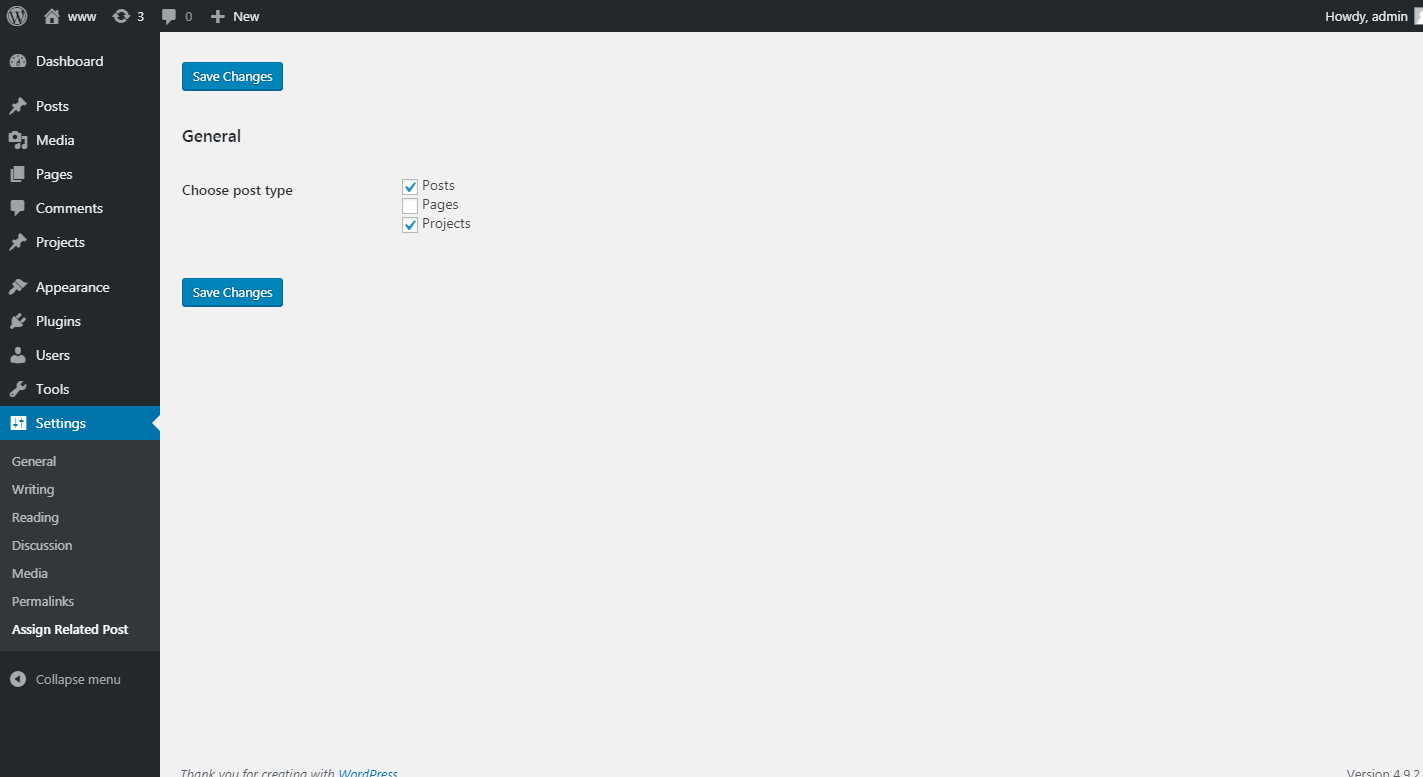 www 3 0 New Howdy, admin
Dashboard
Posts
Media
Pages
Comments
Projects
Appearance
Plugins
Users
Tools
Settings
General
Writing
Reading
Discussion
Media
Permalinks
Assign Related Post
Collapse menu
Save Changes
General
Choose post type
Posts
Pages
Projects
Save Changes
Thank you for creating with WordPress
Version 4.9.2